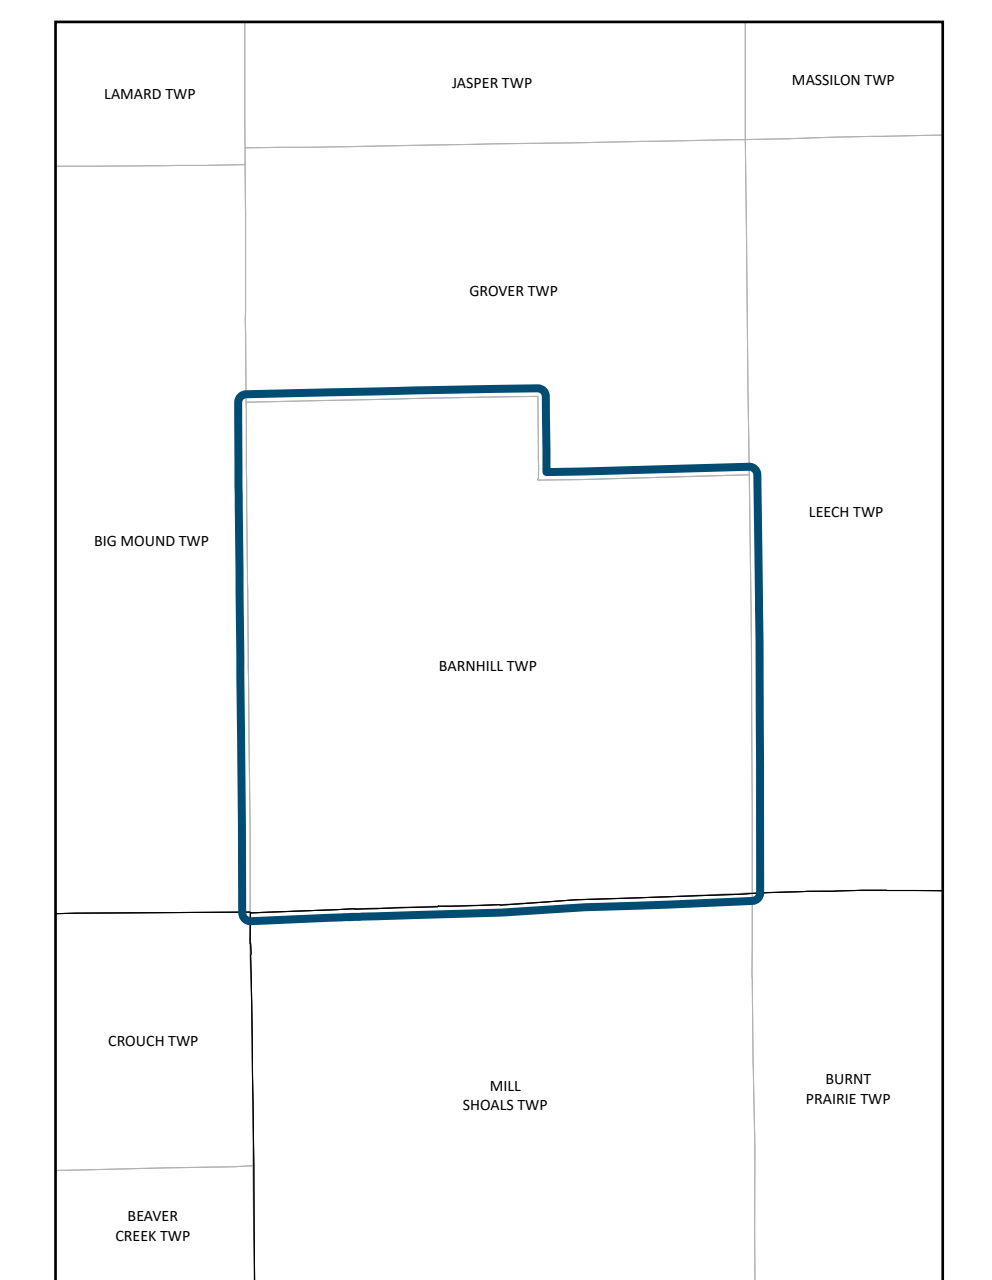 LAMARD TWP
JASPER TWP
MASSILON TWP
GROVER TWP
LEECH TWP
BIG MOUND TWP
BARNHILL TWP
CROUCH TWP
MILL
SHOALS TWP
BURNT
PRAIRIE TWP
BEAVER
CREEK TWP